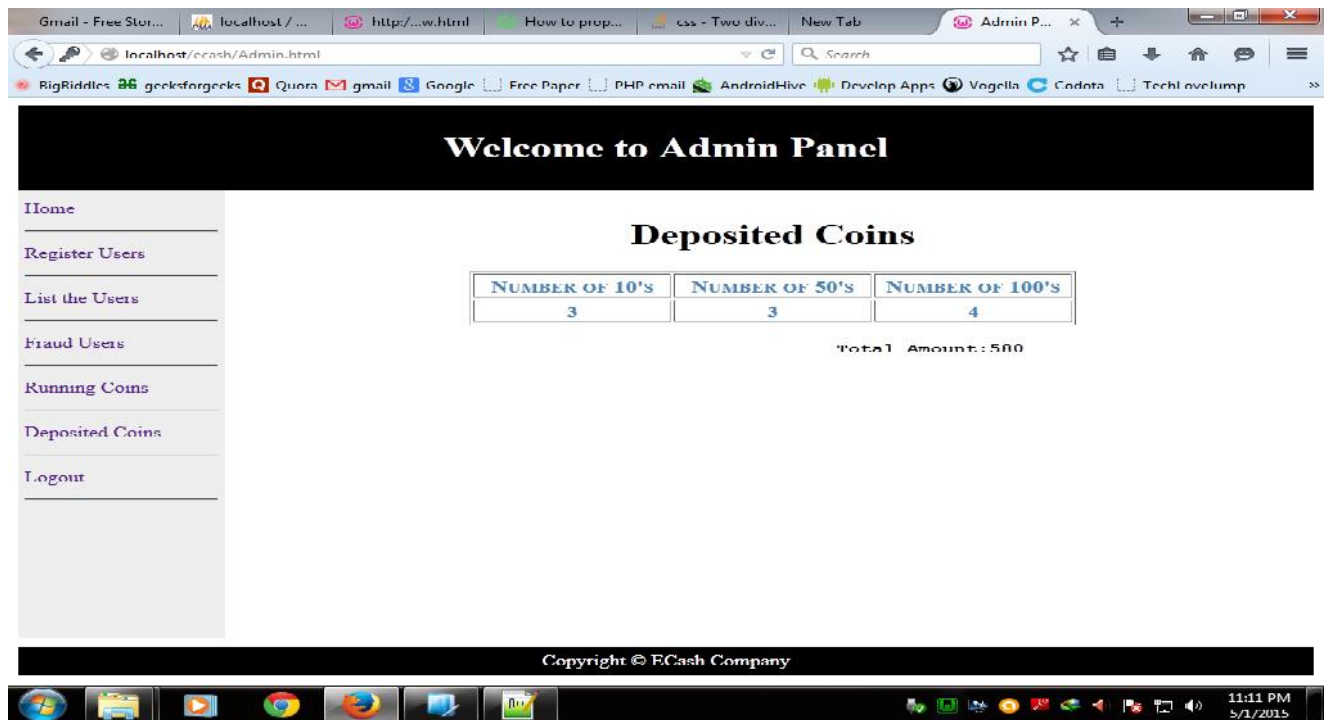 Gmail - Free Stor... localhost / ... http:/...w.html How to prop... css - Two div... New Tab Admin P...
localhost/ecash/Admin.html Search
BigRiddles geeksforgeeks Quora gmail Google Free Paper PHP email AndroidHive Develop Apps Vogella Codota TechLovelump
Welcome to Admin Panel
Home
Register Users
List the Users
Fraud Users
Running Coins
Deposited Coins
Logout
Deposited Coins
NUMBER OF 10'S NUMBER OF 50'S NUMBER OF 100'S
3 3 4
Total Amount:580
Copyright © ECash Company
11:11 PM
5/1/2015